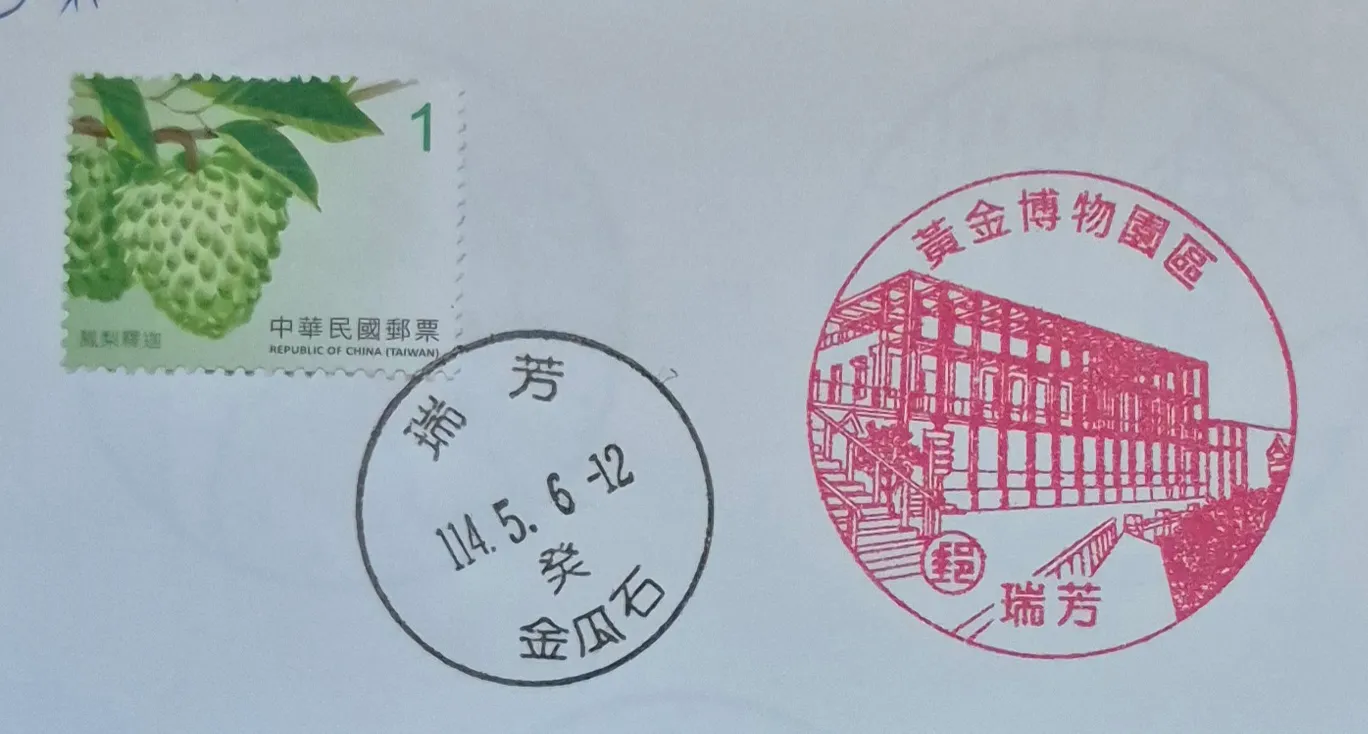 1
鳳梨釋迦
中華民國郵票
REPUBLIC OF CHINA (TAIWAN)
瑞芳
114.5.6-12
癸
金瓜石
黃金博物園區
郵
瑞芳